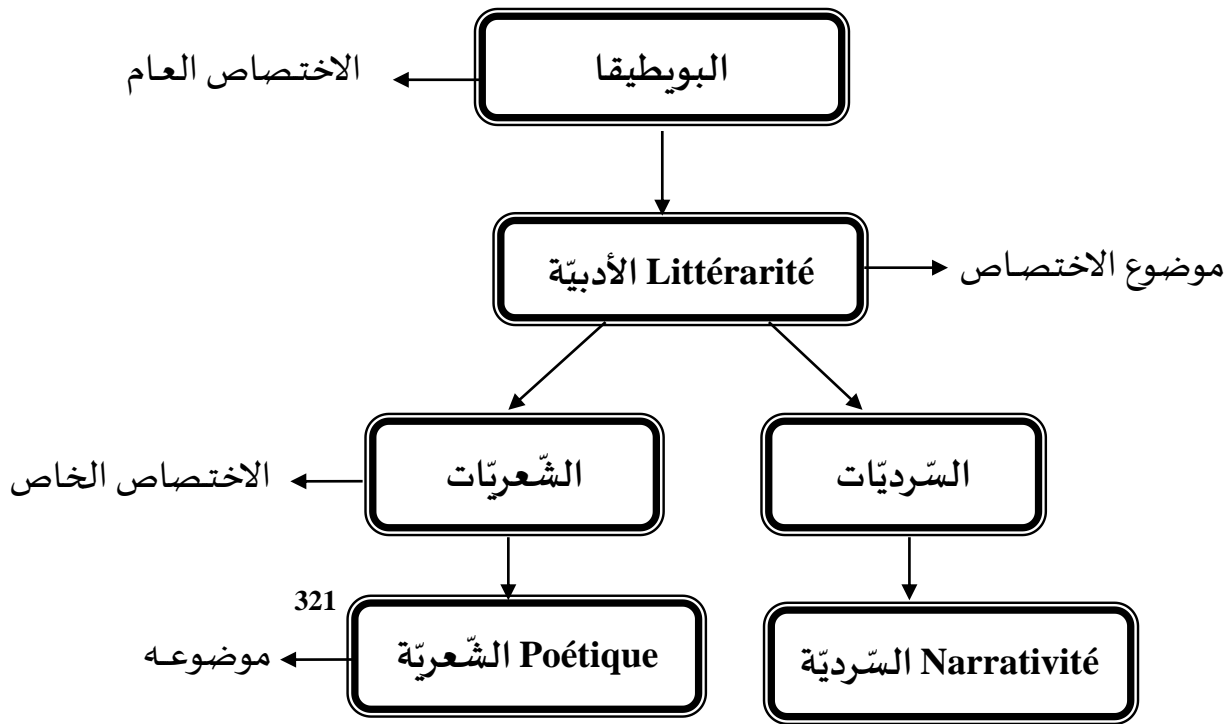 البويطيقا
الاختصاص العام
الأدبيّة Littérarité
موضوع الاختصاص
السّرديّات
الشّعريّات
الاختصاص الخاص
321
السّرديّة Narrativité
الشّعريّة Poétique
موضوعه